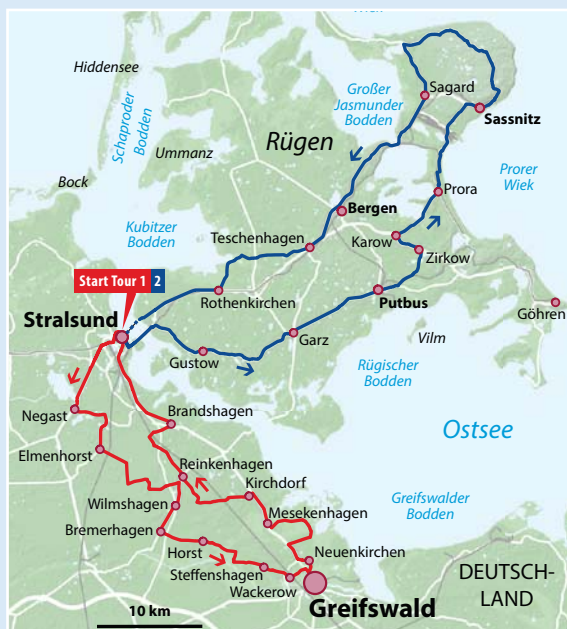 Wiek
Hiddensee
Schaproder
Bodden
Großer
Jasmunder
Bodden
Sagard
Sassnitz
Ummanz
Rügen
Prorer
Wiek
Bock
Prora
Bergen
Kubitzer
Bodden
Karow
Teschenhagen
Zirkow
Start Tour 1 2
Rothenkirchen
Putbus
Göhren
Stralsund
Garz
Vilm
Gustow
Rügischer
Bodden
Negast
Brandshagen
Ostsee
Elmenhorst
Reinkenhagen
Kirchdorf
Greifswalder
Bodden
Wilmshagen
Mesekenhagen
Bremerhagen
Horst
Neuenkirchen
Steffenshagen
Wackerow
DEUTSCH-
LAND
Greifswald
10 km